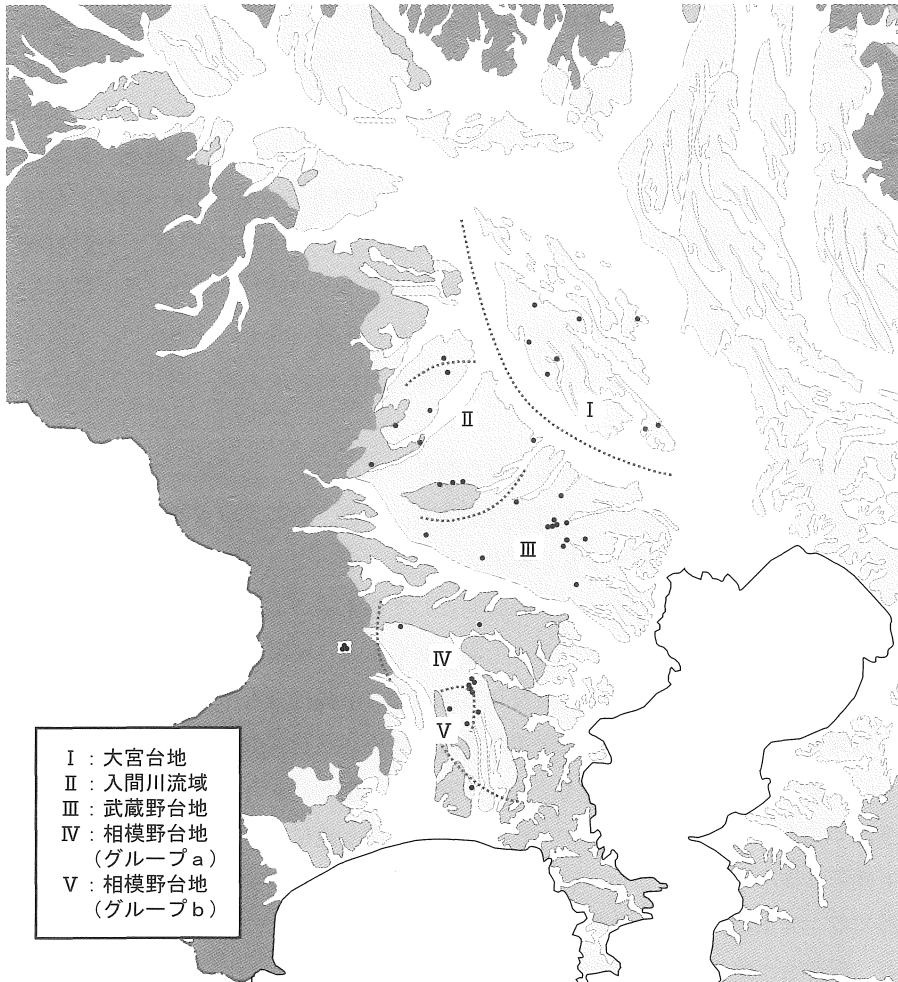 Ⅰ
Ⅱ
Ⅲ
Ⅳ
Ⅴ
Ⅰ：大宮台地
Ⅱ：入間川流域
Ⅲ：武蔵野台地
Ⅳ：相模野台地
（グループａ）
Ⅴ：相模野台地
（グループｂ）